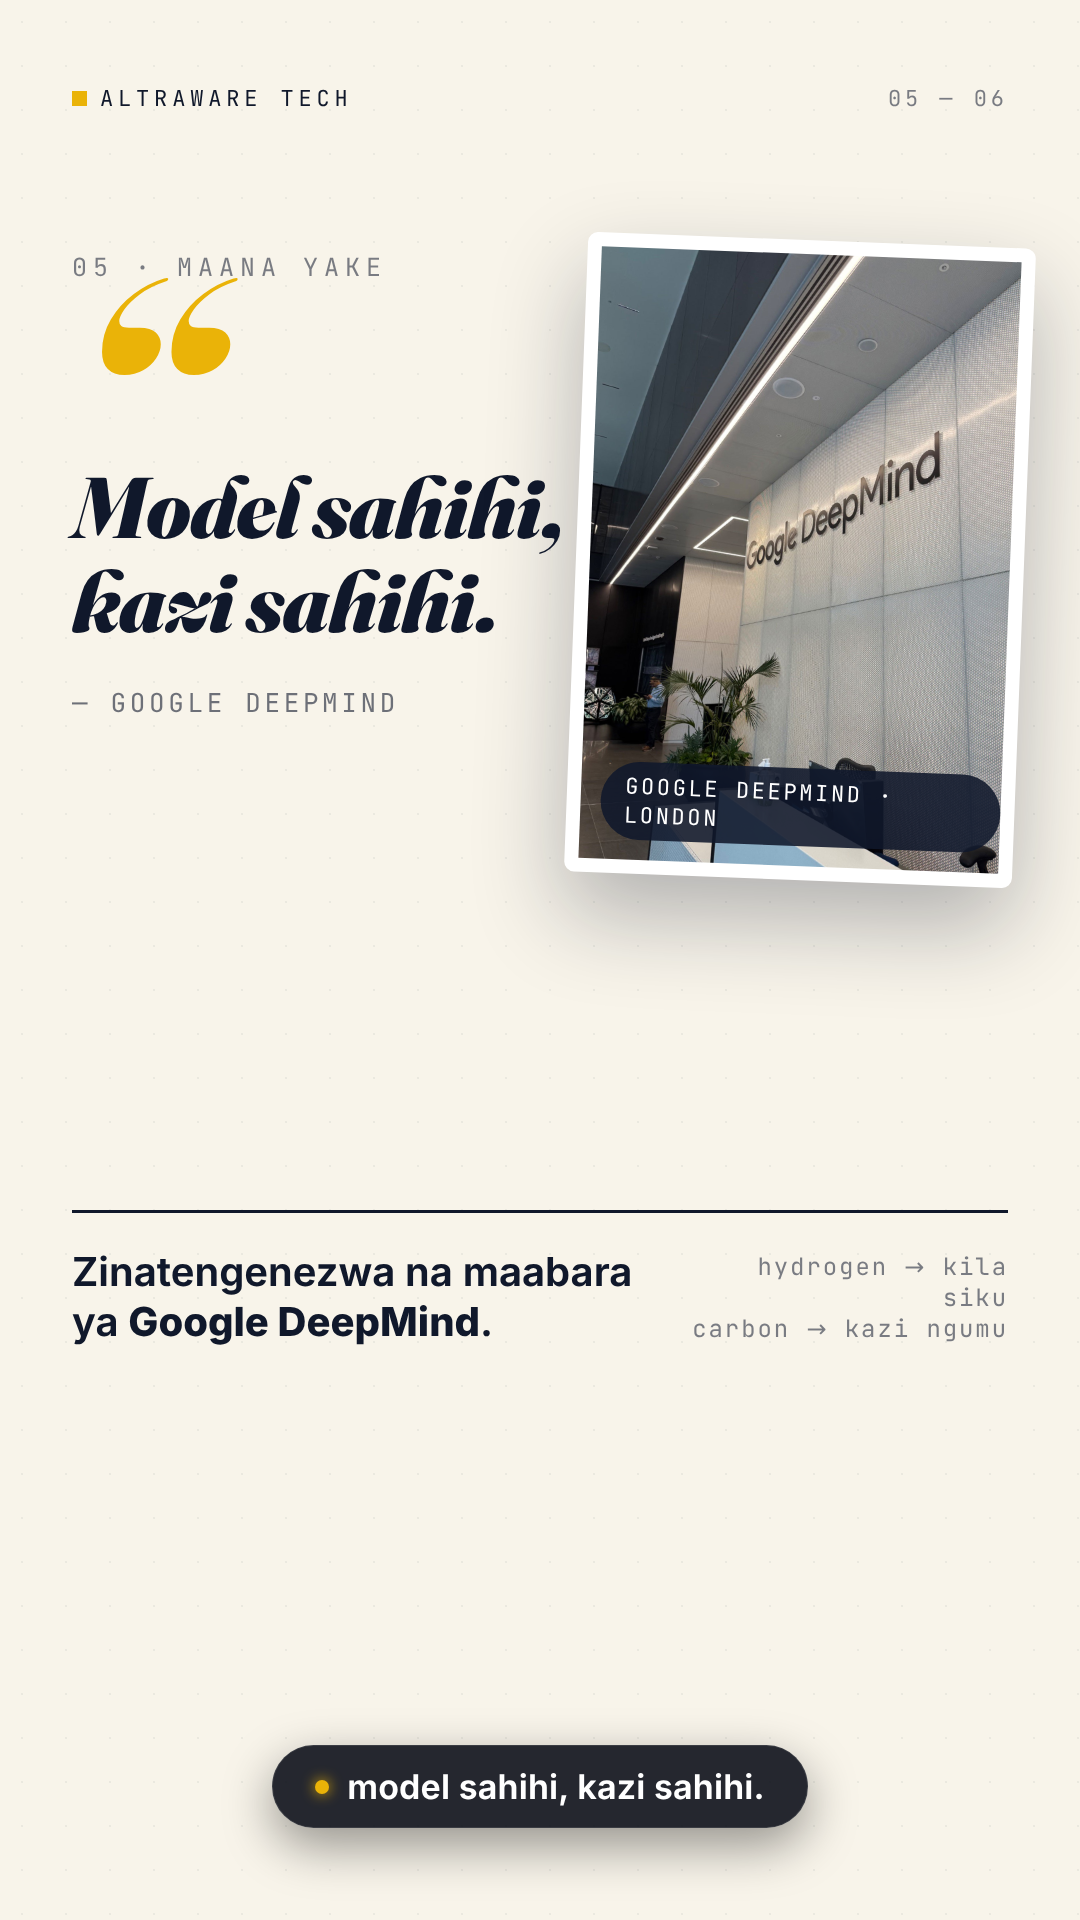 ALTRAWARE TECH
05 — 06
05 · MAANA YAKE
“
Model sahihi,
kazi sahihi.
— GOOGLE DEEPMIND
Google DeepMind
GOOGLE DEEPMIND ·
LONDON
Zinatengenezwa na maabara
ya Google DeepMind.
hydrogen → kila
siku
carbon → kazi ngumu
model sahihi, kazi sahihi.